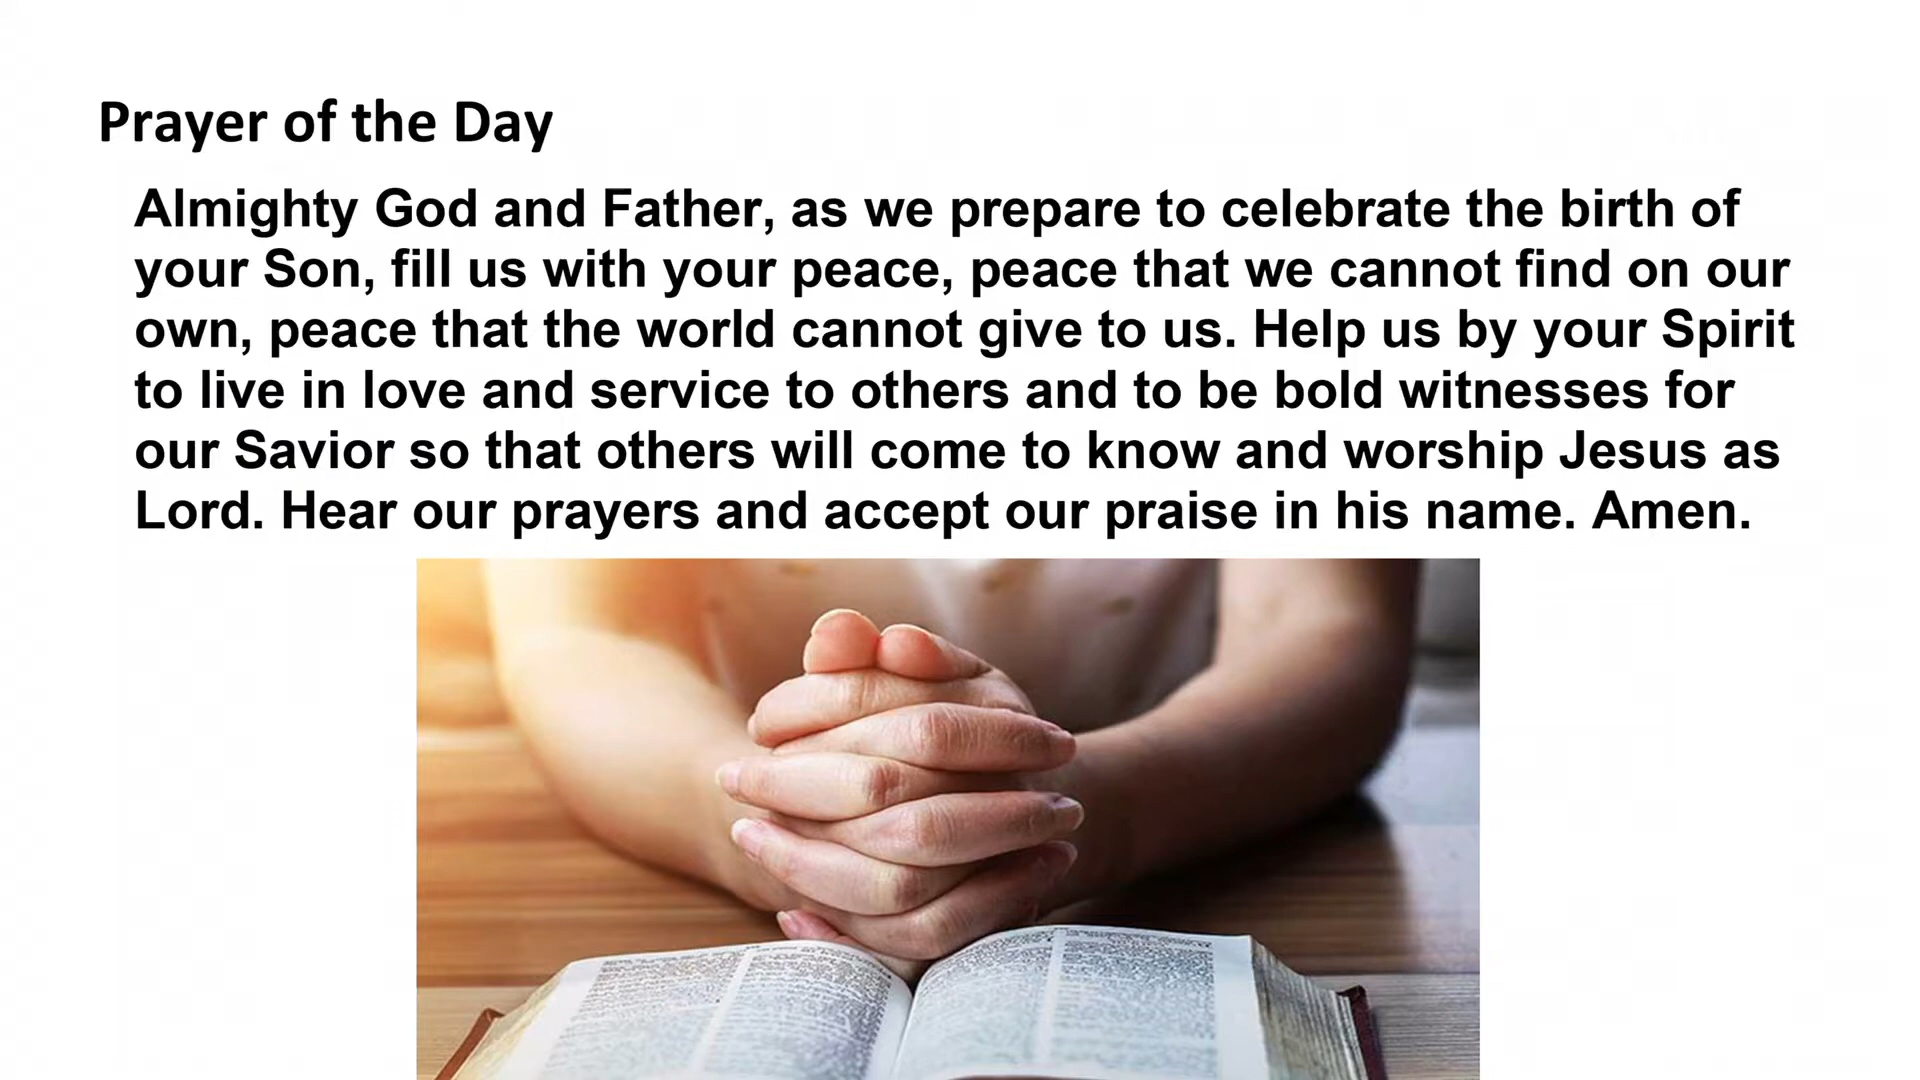 Prayer of the Day
Almighty God and Father, as we prepare to celebrate the birth of
your Son, fill us with your peace, peace that we cannot find on our
own, peace that the world cannot give to us. Help us by your Spirit
to live in love and service to others and to be bold witnesses for
our Savior so that others will come to know and worship Jesus as
Lord. Hear our prayers and accept our praise in his name. Amen.